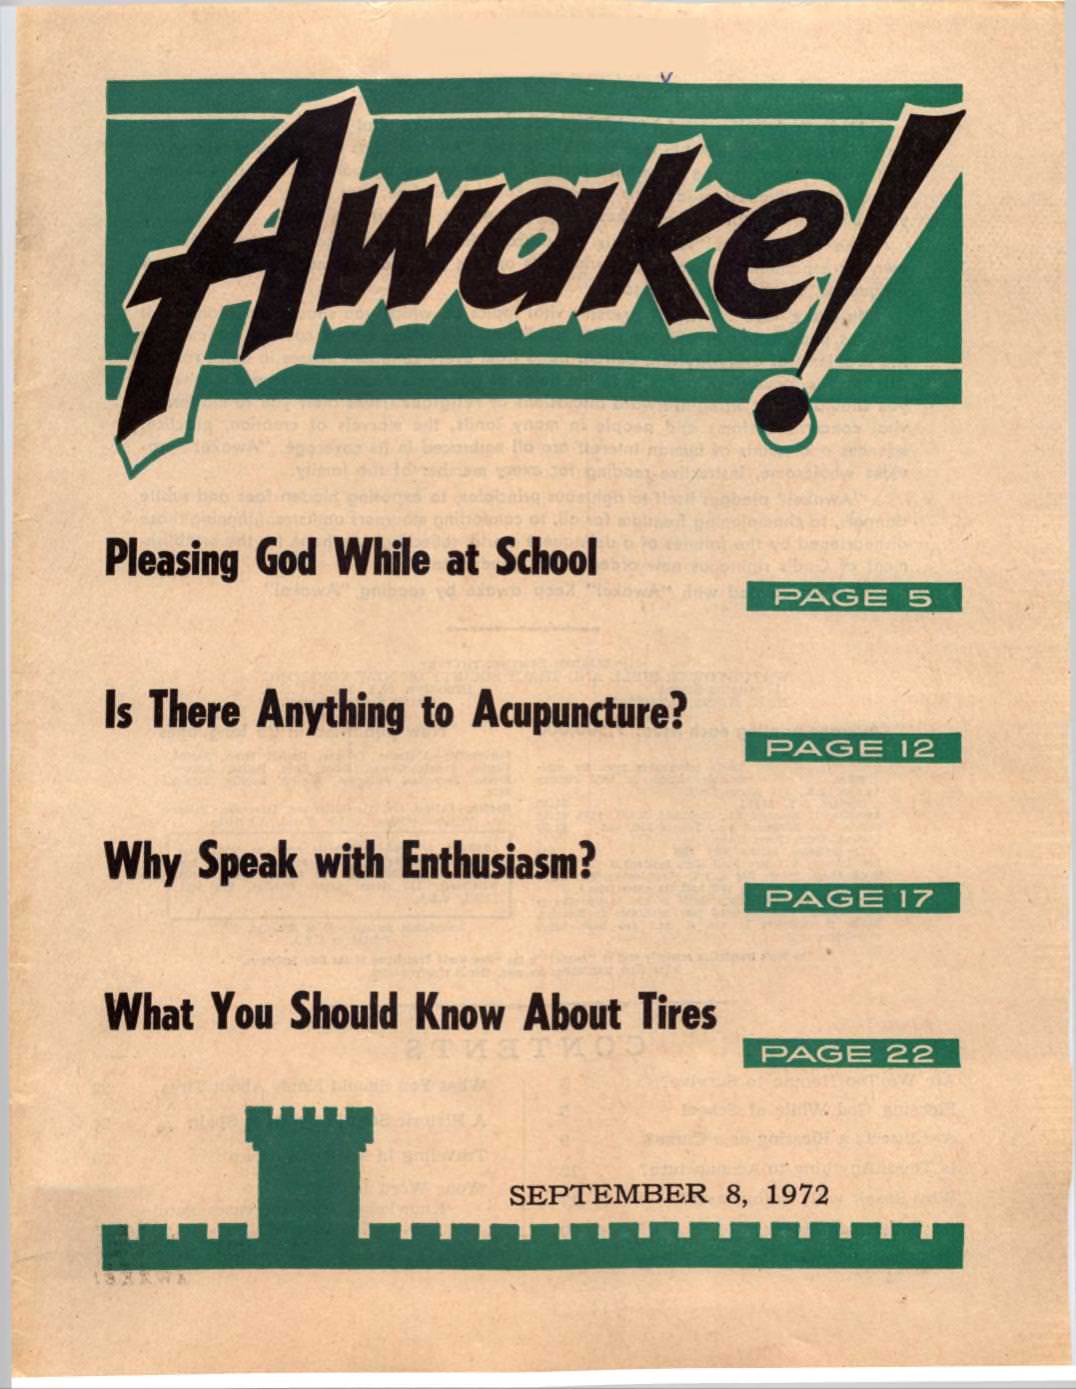 Awake!
Pleasing God While at School
PAGE 5
Is There Anything to Acupuncture?
PAGE 12
Why Speak with Enthusiasm?
PAGE 17
What You Should Know About Tires
PAGE 22
SEPTEMBER 8, 1972